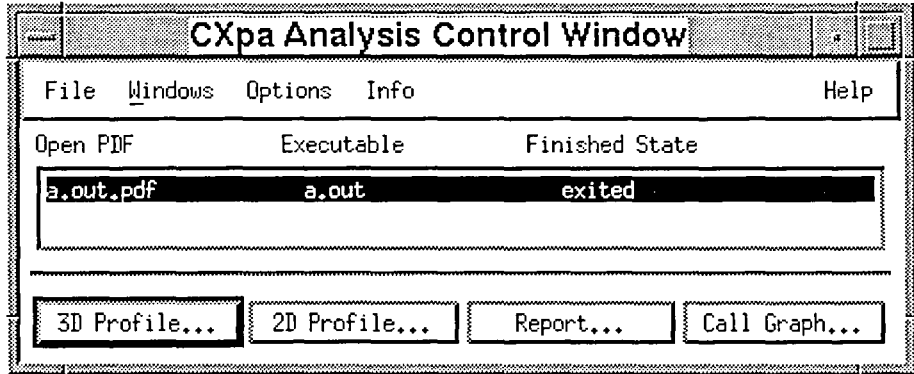 CXpa Analysis Control Window
File Windows Options Info Help
Open PDF Executable Finished State
a.out.pdf a.out exited
3D Profile... 2D Profile... Report... Call Graph...